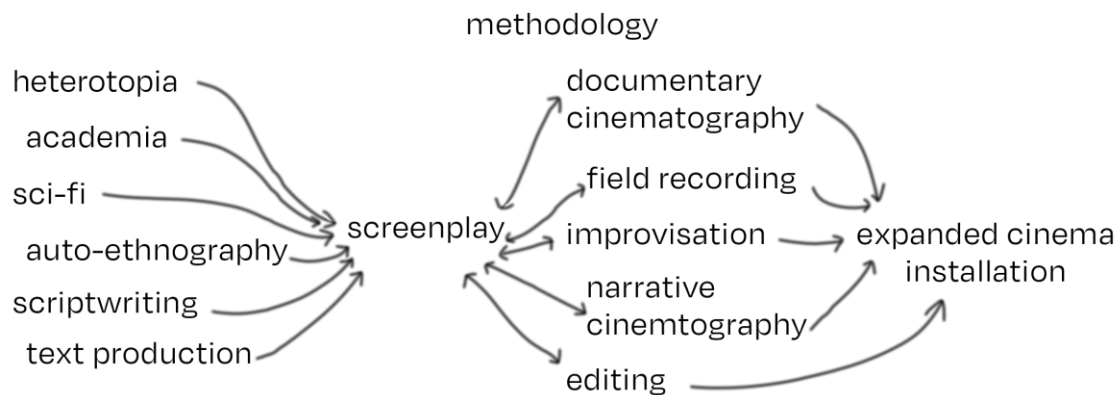 methodology
heterotopia
academia
sci-fi
auto-ethnography
scriptwriting
text production
screenplay
documentary
cinematography
field recording
improvisation
narrative
cinemtography
editing
expanded cinema
installation